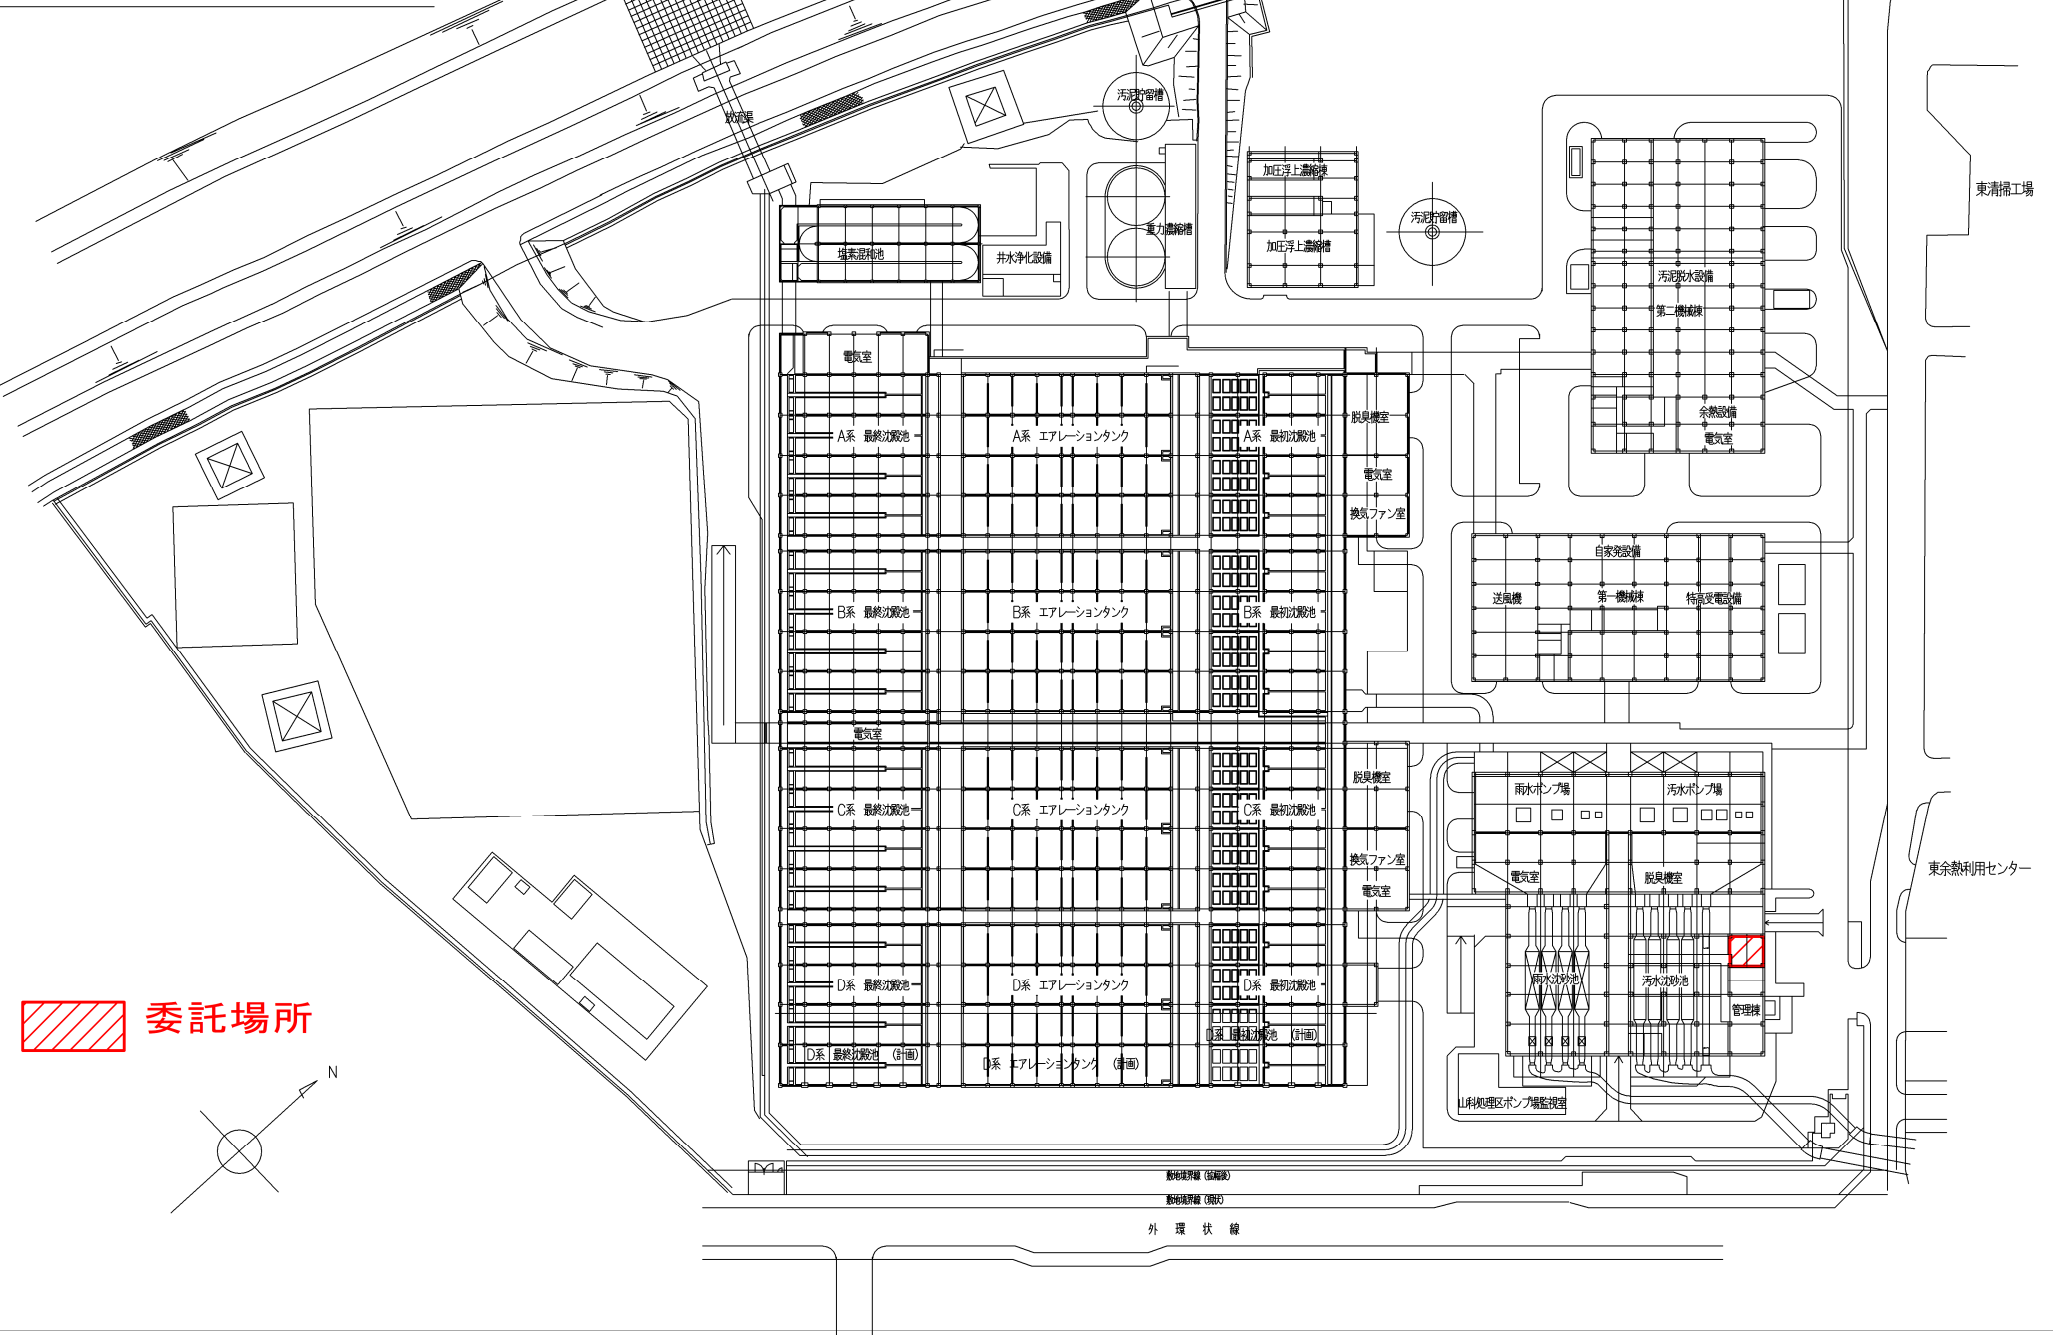 放流渠
汚泥貯留槽
加圧浮上濃縮棟
東清掃工場
汚泥貯留槽
重力濃縮槽
加圧浮上濃縮槽
塩素混和池
井水浄化設備
汚泥脱水設備
第二機械棟
電気室
余熱設備
電気室
脱臭機室
A系 最終沈殿池
A系 エアレーションタンク
A系 最初沈殿池
電気室
換気ファン室
自家発設備
送風機
第一機械棟
特高受電設備
B系 最終沈殿池
B系 エアレーションタンク
B系 最初沈殿池
電気室
脱臭機室
雨水ポンプ場
汚水ポンプ場
C系 最終沈殿池
C系 エアレーションタンク
C系 最初沈殿池
換気ファン室
電気室
電気室
脱臭機室
東余熱利用センター
D系 最終沈殿池
D系 エアレーションタンク
D系 最初沈殿池
雨水沈砂池
汚水沈砂池
管理棟
委託場所
D系 最初沈殿池 (計画)
D系 最終沈殿池 (計画)
D系 エアレーションタンク (計画)
N
山科処理区ポンプ場監視室
敷地境界線(拡幅後)
敷地境界線(現状)
外環状線